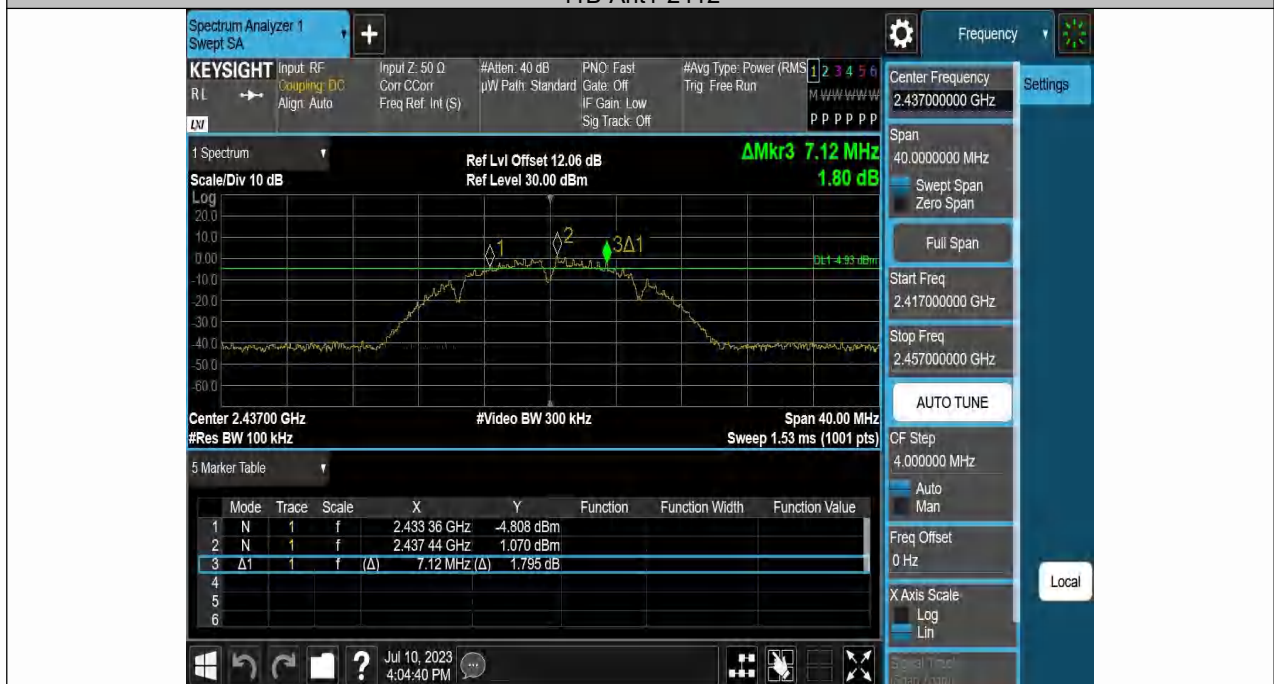 Spectrum Analyzer 1
Swept SA
+
Frequency
KEYSIGHT
RL
LXI
Input: RF
Coupling: DC
Align: Auto
Input Z: 50 Ω
Corr CCorr
Freq Ref: Int (S)
#Atten: 40 dB
µW Path: Standard
PNO: Fast
Gate: Off
IF Gain: Low
Sig Track: Off
#Avg Type: Power (RMS
Trig: Free Run
1 2 3 4 5 6
M W W W W W
P P P P P P
Center Frequency
2.437000000 GHz
Settings
Span
40.0000000 MHz
Swept Span
Zero Span
Full Span
Start Freq
2.417000000 GHz
Stop Freq
2.457000000 GHz
AUTO TUNE
CF Step
4.000000 MHz
Auto
Man
Freq Offset
0 Hz
X Axis Scale
Log
Lin
Local
1 Spectrum
Scale/Div 10 dB
Ref Lvl Offset 12.06 dB
Ref Level 30.00 dBm
ΔMkr3 7.12 MHz
1.80 dB
Log
20.0
10.0
0.00
-10.0
-20.0
-30.0
-40.0
-50.0
-60.0
1
2
3Δ1
DL1 -4.93 dBm
Center 2.43700 GHz
#Video BW 300 kHz
Span 40.00 MHz
#Res BW 100 kHz
Sweep 1.53 ms (1001 pts)
5 Marker Table
Mode Trace Scale X Y Function Function Width Function Value
1 N 1 f 2.433 36 GHz -4.808 dBm
2 N 1 f 2.437 44 GHz 1.070 dBm
3 Δ1 1 f (Δ) 7.12 MHz (Δ) 1.795 dB
4
5
6
?
Jul 10, 2023
4:04:40 PM